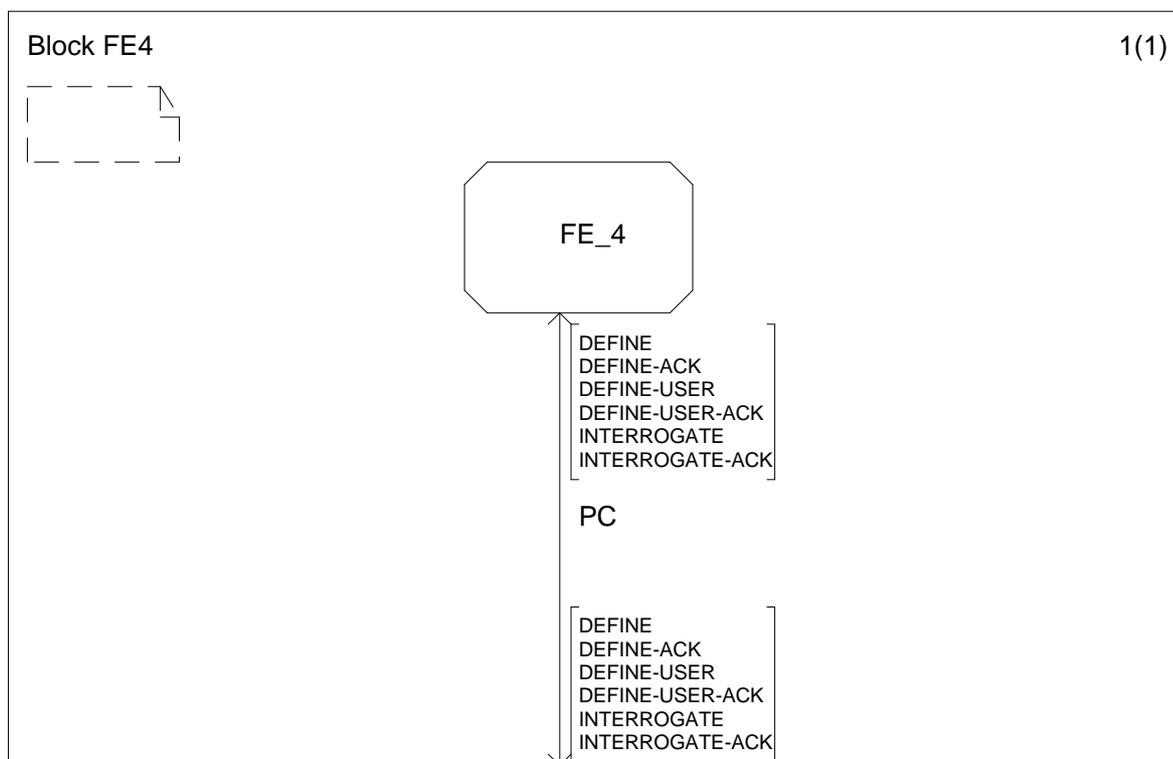 Block FE4
1(1)
FE_4
DEFINE
DEFINE-ACK
DEFINE-USER
DEFINE-USER-ACK
INTERROGATE
INTERROGATE-ACK
PC
DEFINE
DEFINE-ACK
DEFINE-USER
DEFINE-USER-ACK
INTERROGATE
INTERROGATE-ACK